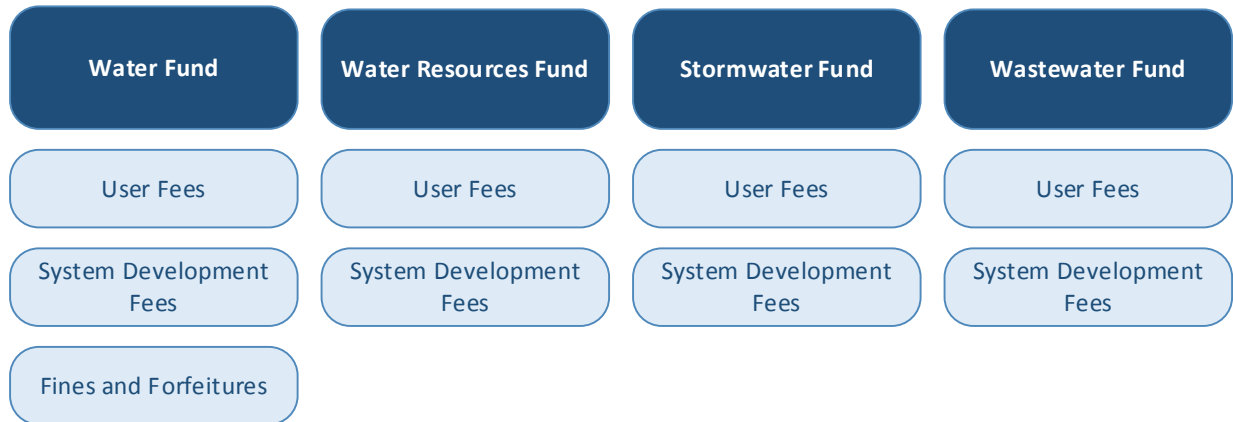 Water Fund
Water Resources Fund
Stormwater Fund
Wastewater Fund
User Fees
User Fees
User Fees
User Fees
System Development
Fees
System Development
Fees
System Development
Fees
System Development
Fees
Fines and Forfeitures